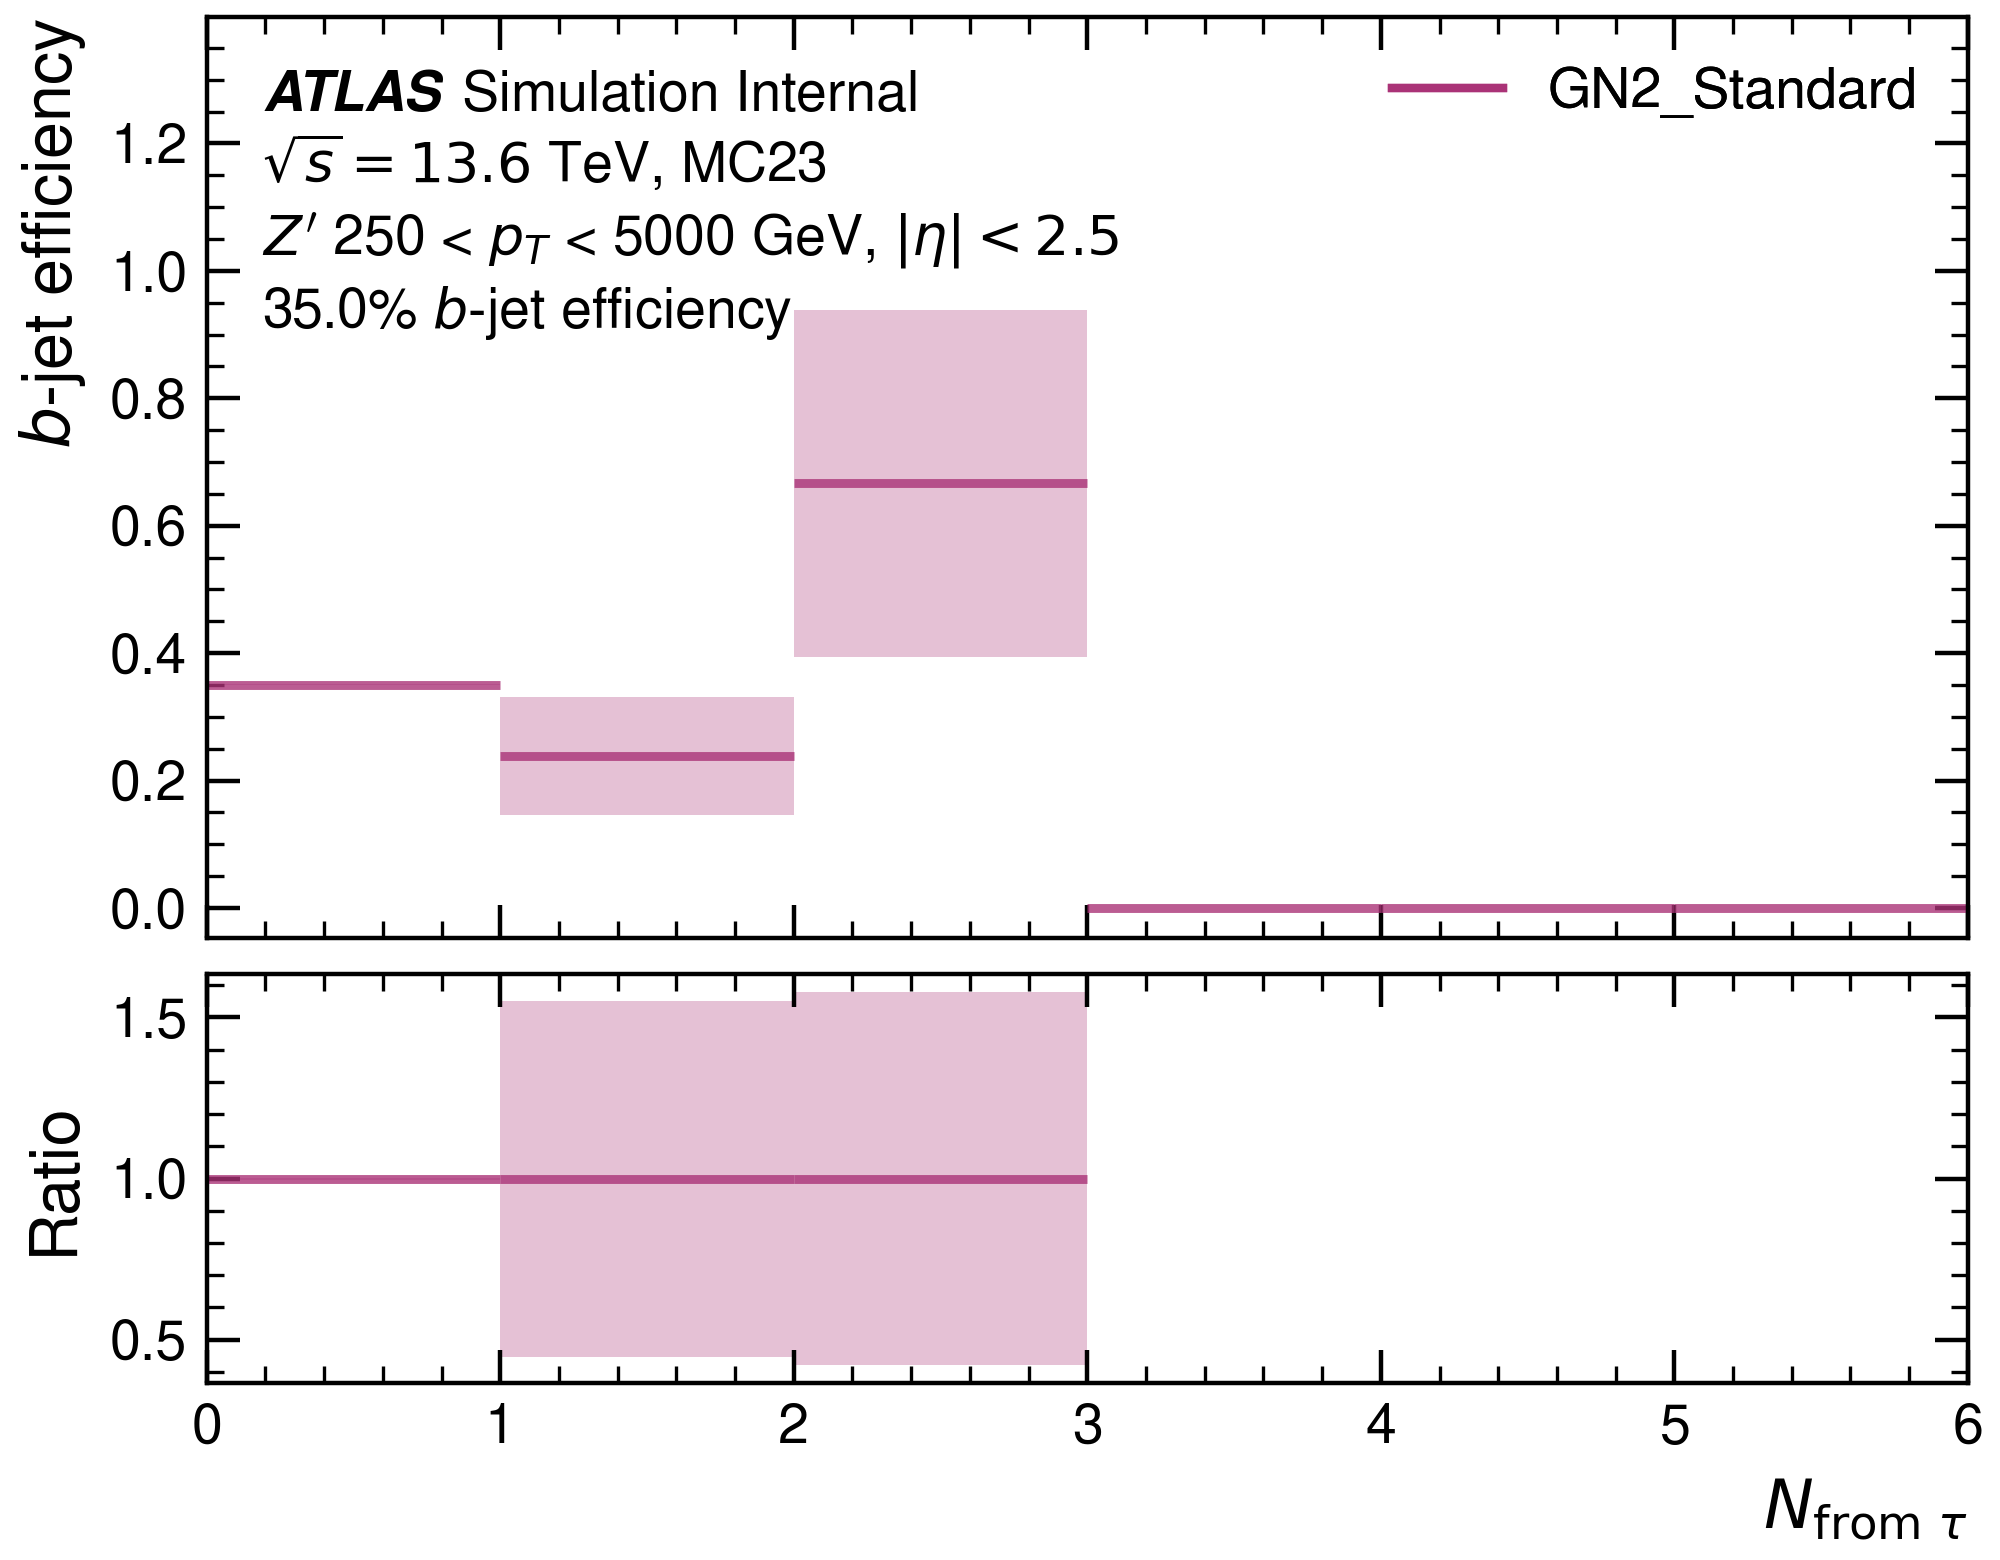 b-jet efficiency
ATLAS Simulation Internal
√s = 13.6 TeV, MC23
Z′ 250 < pT < 5000 GeV, |η| < 2.5
35.0% b-jet efficiency
GN2_Standard
1.2
1.0
0.8
0.6
0.4
0.2
0.0
Ratio
1.5
1.0
0.5
0 1 2 3 4 5 6
Nfrom τ